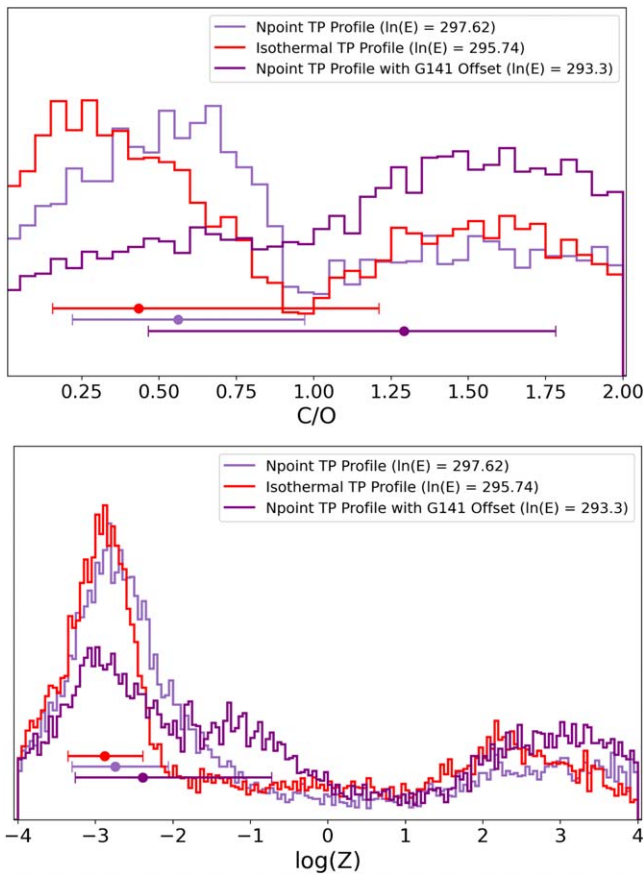 Npoint TP Profile (ln(E) = 297.62)
Isothermal TP Profile (ln(E) = 295.74)
Npoint TP Profile with G141 Offset (ln(E) = 293.3)
0.25 0.50 0.75 1.00 1.25 1.50 1.75 2.00
C/O
Npoint TP Profile (ln(E) = 297.62)
Isothermal TP Profile (ln(E) = 295.74)
Npoint TP Profile with G141 Offset (ln(E) = 293.3)
−4 −3 −2 −1 0 1 2 3 4
log(Z)